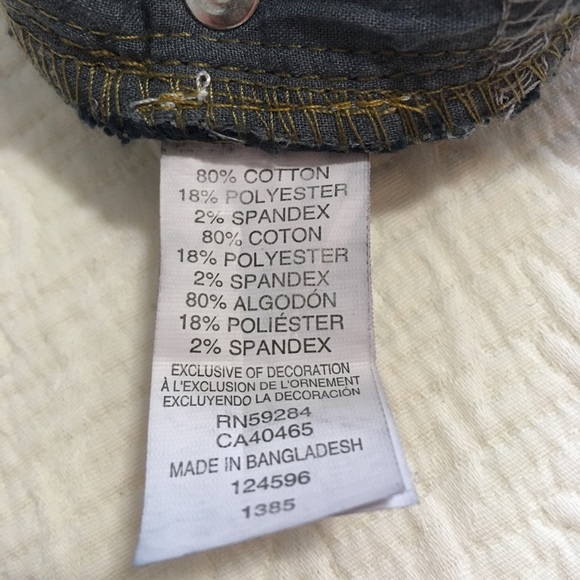 80% COTTON
18% POLYESTER
2% SPANDEX
80% COTON
18% POLYESTER
2% SPANDEX
80% ALGODÓN
18% POLIÉSTER
2% SPANDEX
EXCLUSIVE OF DECORATION
À L'EXCLUSION DE L'ORNEMENT
EXCLUYENDO LA DECORACIÓN
RN59284
CA40465
MADE IN BANGLADESH
124596
1385